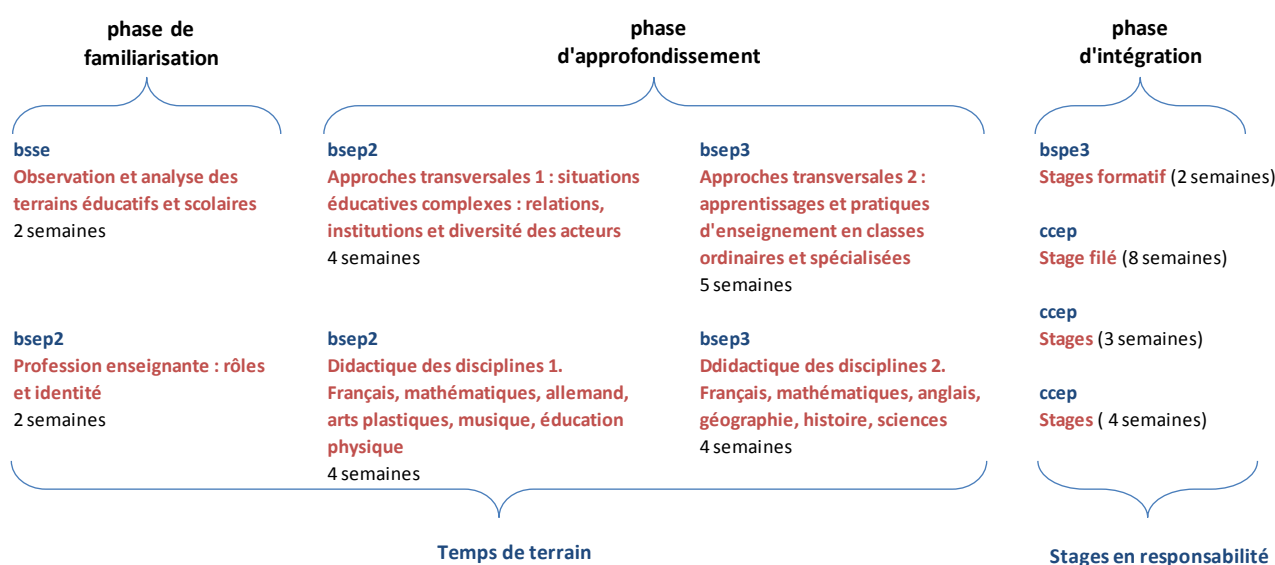 phase de
familiarisation
phase
d'approfondissement
phase
d'intégration
bsse
Observation et analyse des
terrains éducatifs et scolaires
2 semaines
bsep2
Approches transversales 1 : situations
éducatives complexes : relations,
institutions et diversité des acteurs
4 semaines
bsep3
Approches transversales 2 :
apprentissages et pratiques
d'enseignement en classes
ordinaires et spécialisées
5 semaines
bspe3
Stages formatif (2 semaines)
ccep
Stage filé (8 semaines)
ccep
Stages (3 semaines)
ccep
Stages ( 4 semaines)
bsep2
Profession enseignante : rôles
et identité
2 semaines
bsep2
Didactique des disciplines 1.
Français, mathématiques, allemand,
arts plastiques, musique, éducation
physique
4 semaines
bsep3
Ddidactique des disciplines 2.
Français, mathématiques, anglais,
géographie, histoire, sciences
4 semaines
Temps de terrain
Stages en responsabilité